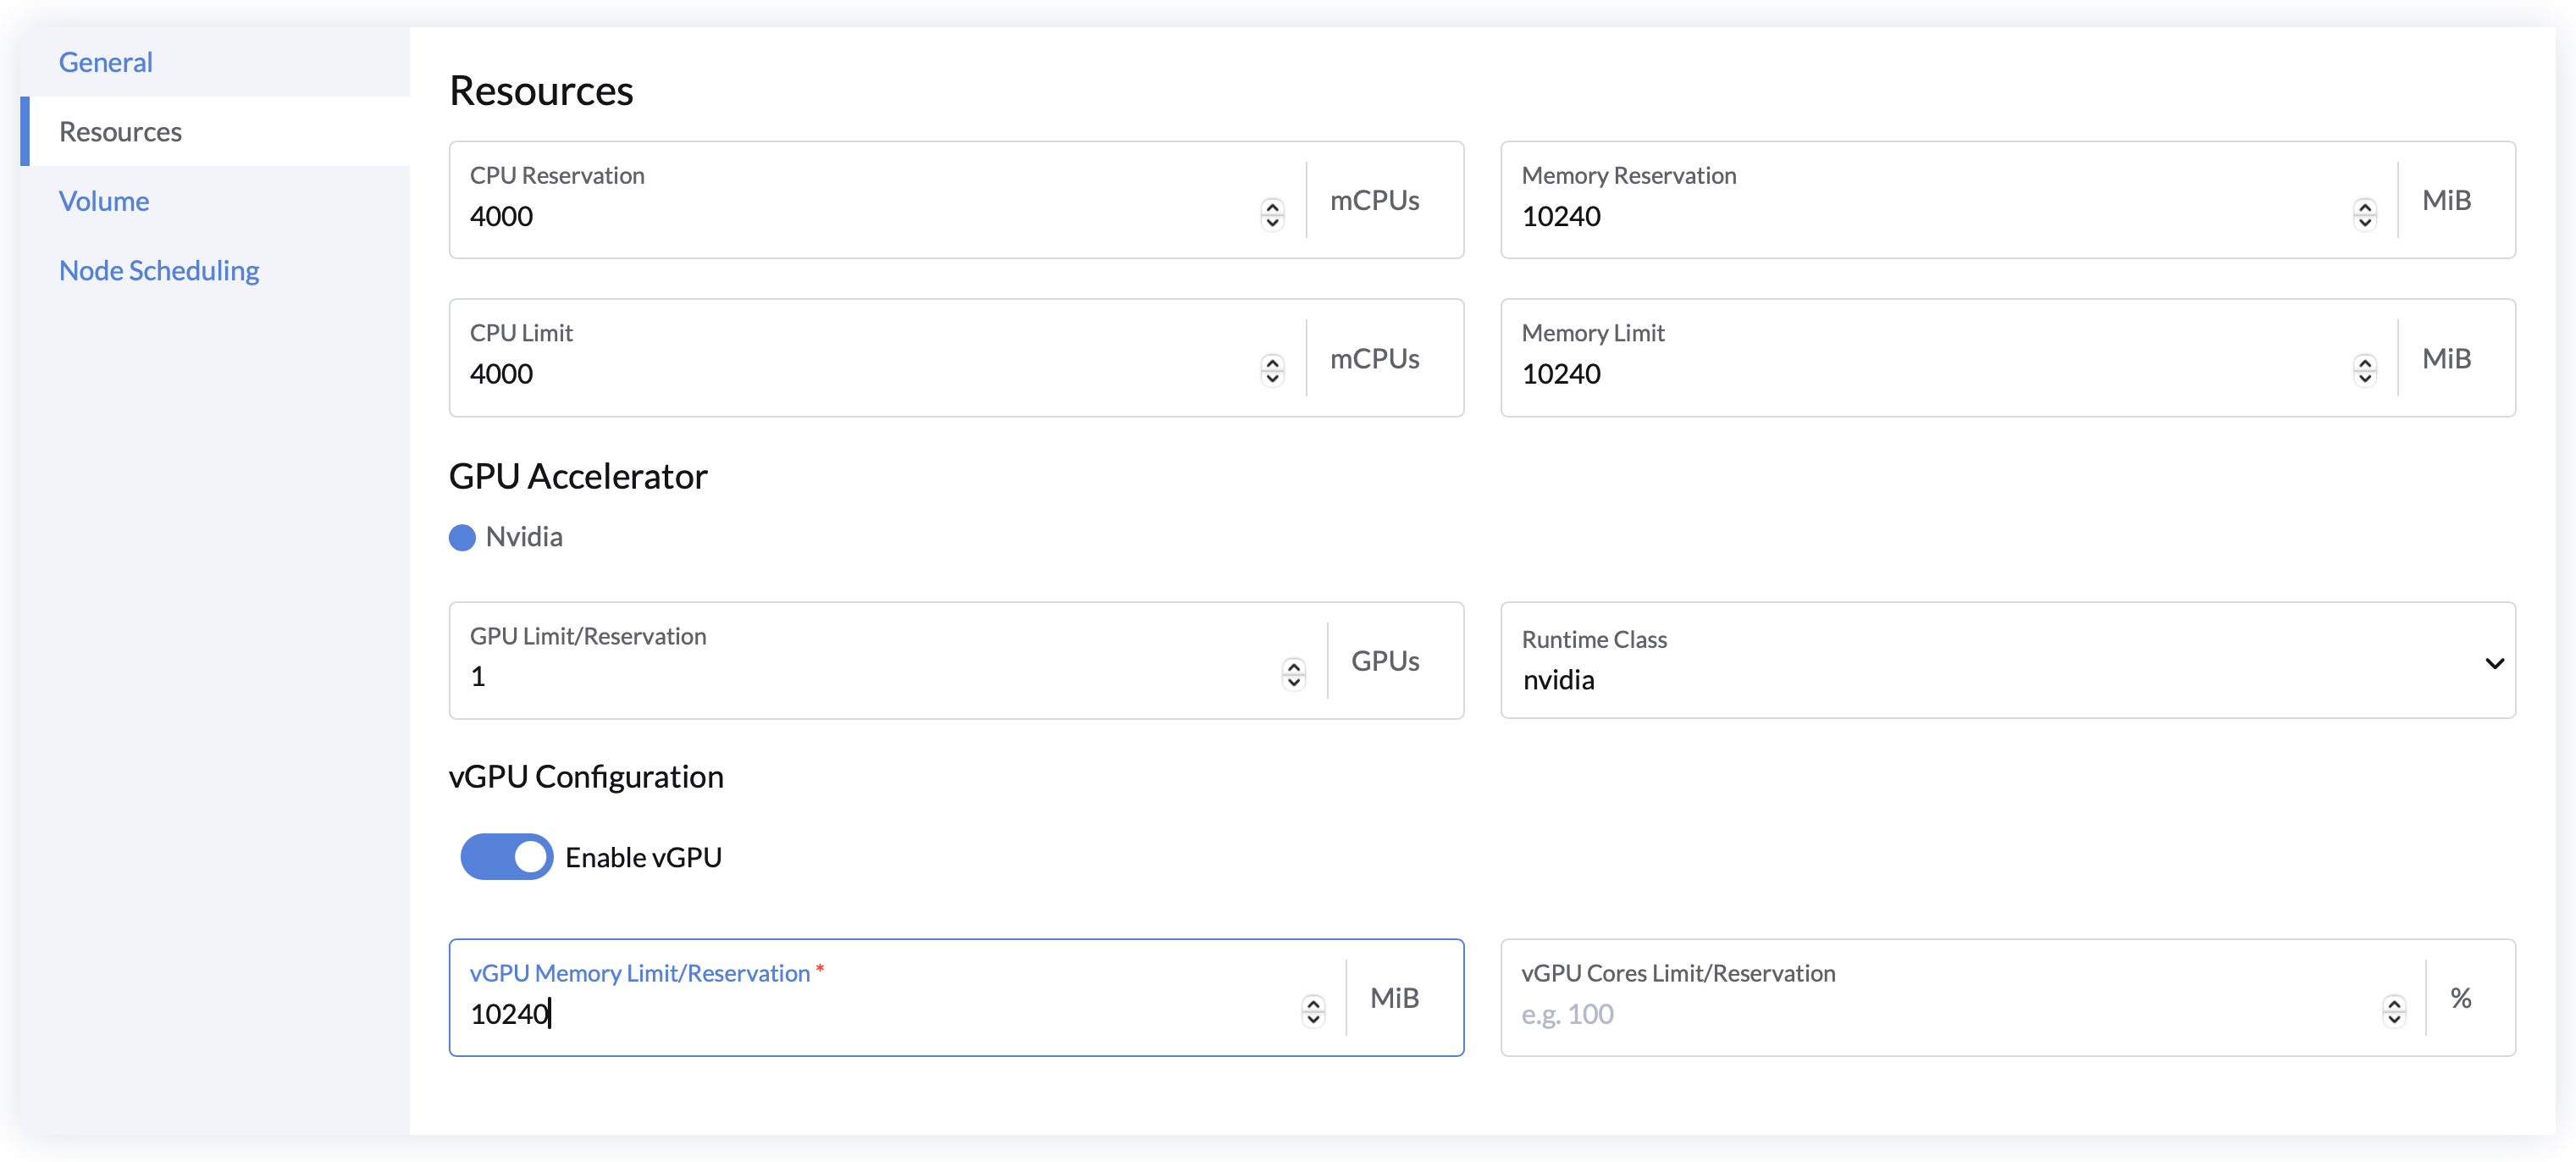 General
Resources
Volume
Node Scheduling
Resources
CPU Reservation
4000
mCPUs
Memory Reservation
10240
MiB
CPU Limit
4000
mCPUs
Memory Limit
10240
MiB
GPU Accelerator
Nvidia
GPU Limit/Reservation
1
GPUs
Runtime Class
nvidia
vGPU Configuration
Enable vGPU
vGPU Memory Limit/Reservation *
10240
MiB
vGPU Cores Limit/Reservation
e.g. 100
%